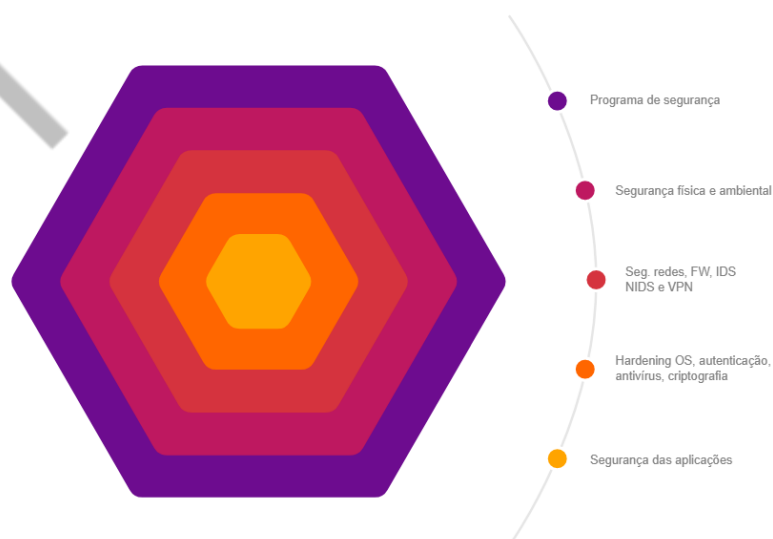 Programa de segurança
Segurança física e ambiental
Seg. redes, FW, IDS
NIDS e VPN
Hardening OS, autenticação,
antivírus, criptografia
Segurança das aplicações